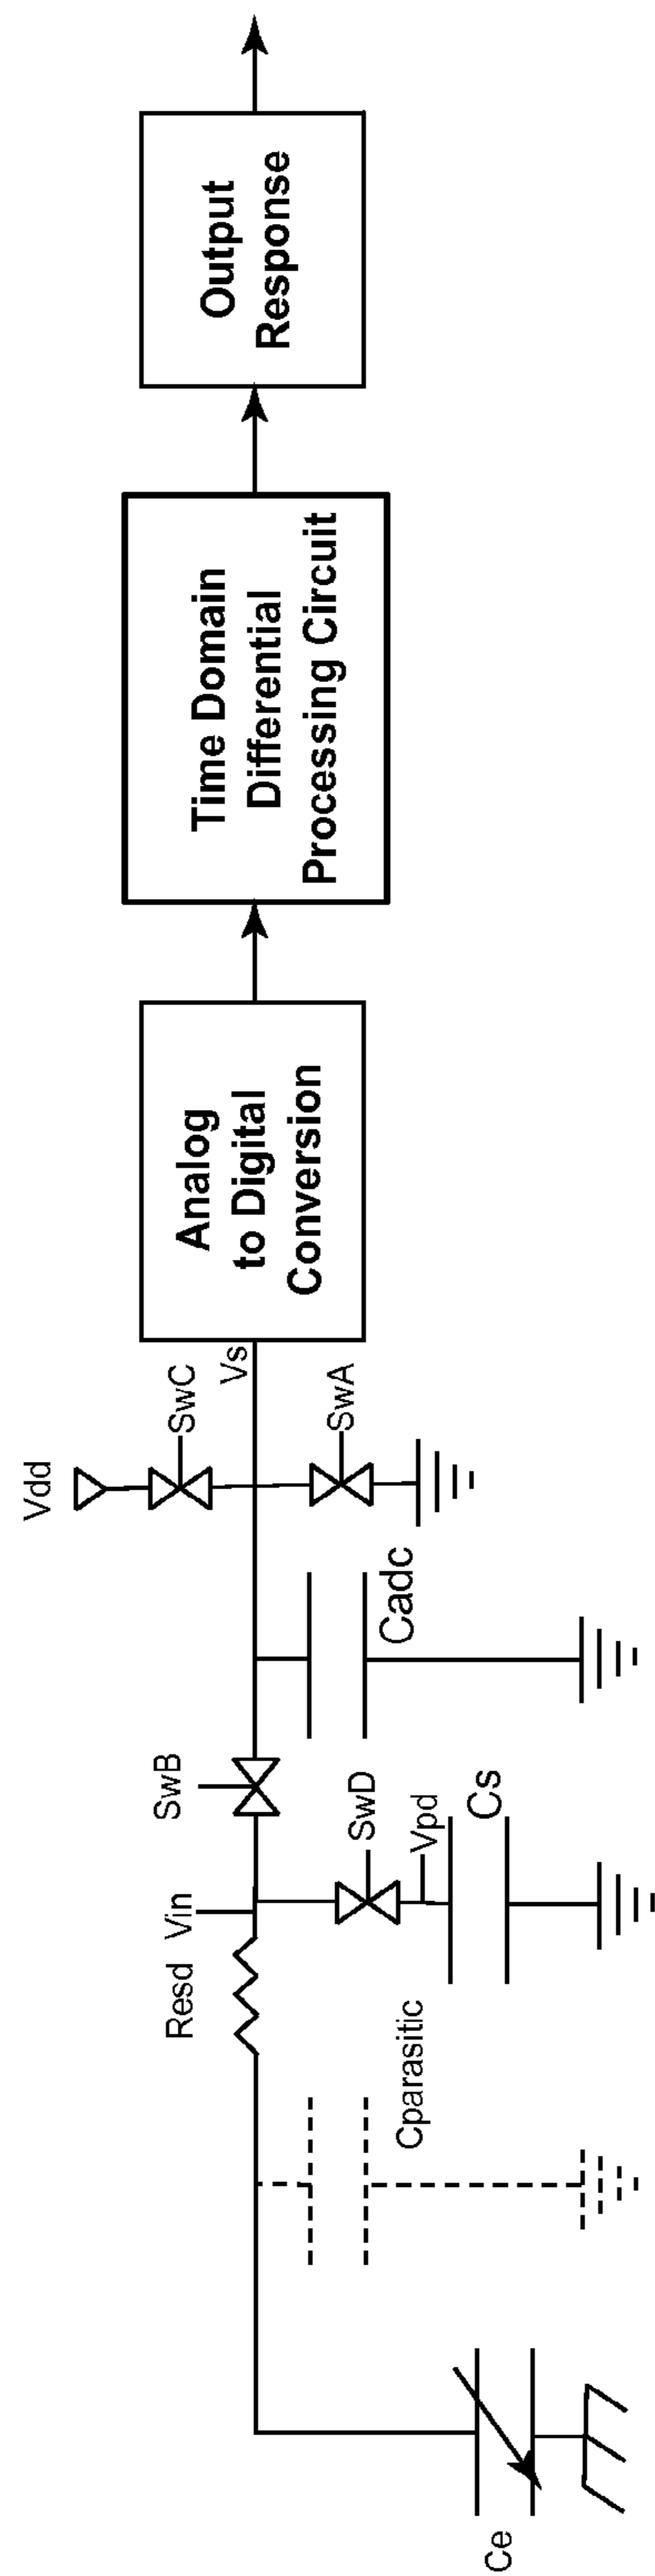 Ce
Cparasitic
Resd
Vin
SwB
SwD
Vpd
Cs
Cadc
Vdd
SwC
Vs
SwA
Analog
to Digital
Conversion
Time Domain
Differential
Processing Circuit
Output
Response